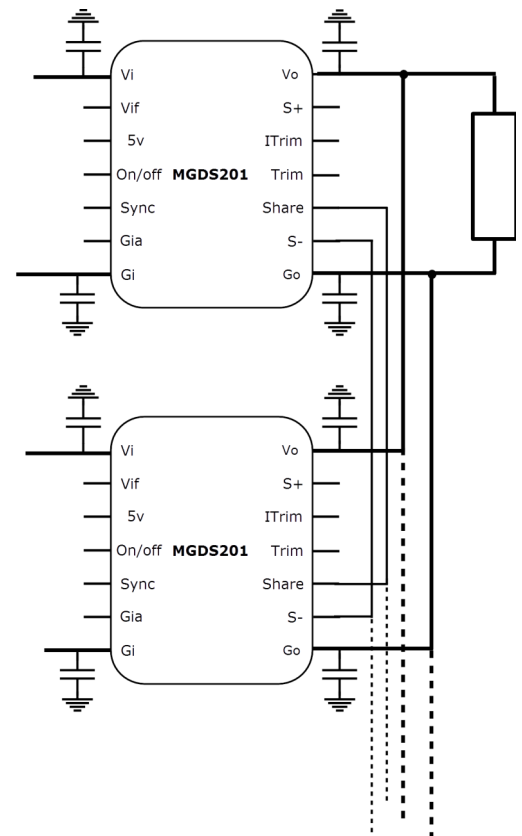 Vi Vo
Vif S+
5v ITrim
On/off MGDS201 Trim
Sync Share
Gia S-
Gi Go
Vi Vo
Vif S+
5v ITrim
On/off MGDS201 Trim
Sync Share
Gia S-
Gi Go